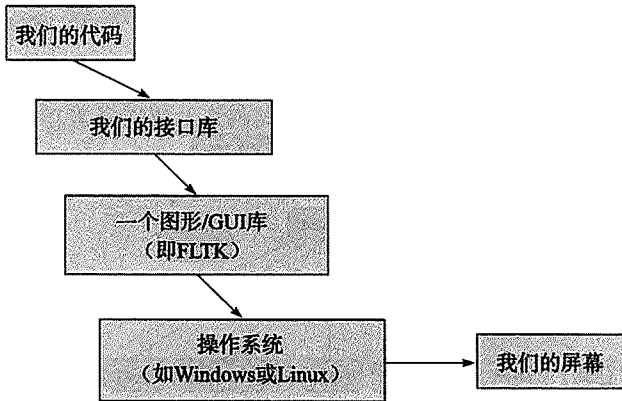 我们的代码
我们的接口库
一个图形/GUI库
（即FLTK）
操作系统
（如Windows或Linux）
我们的屏幕